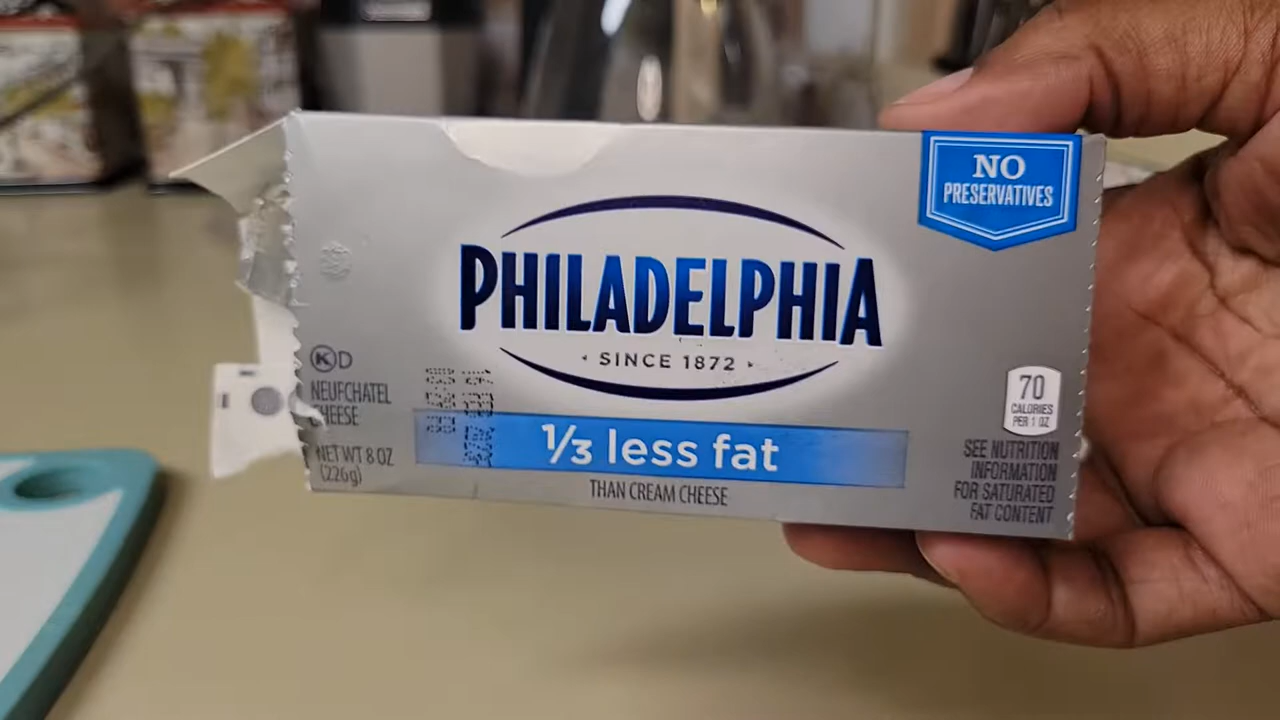 NO
PRESERVATIVES
PHILADELPHIA
SINCE 1872
K D
NEUFCHATEL
CHEESE
NET WT 8 OZ
(226g)
1/3 less fat
THAN CREAM CHEESE
70
CALORIES
PER 1 OZ
SEE NUTRITION
INFORMATION
FOR SATURATED
FAT CONTENT